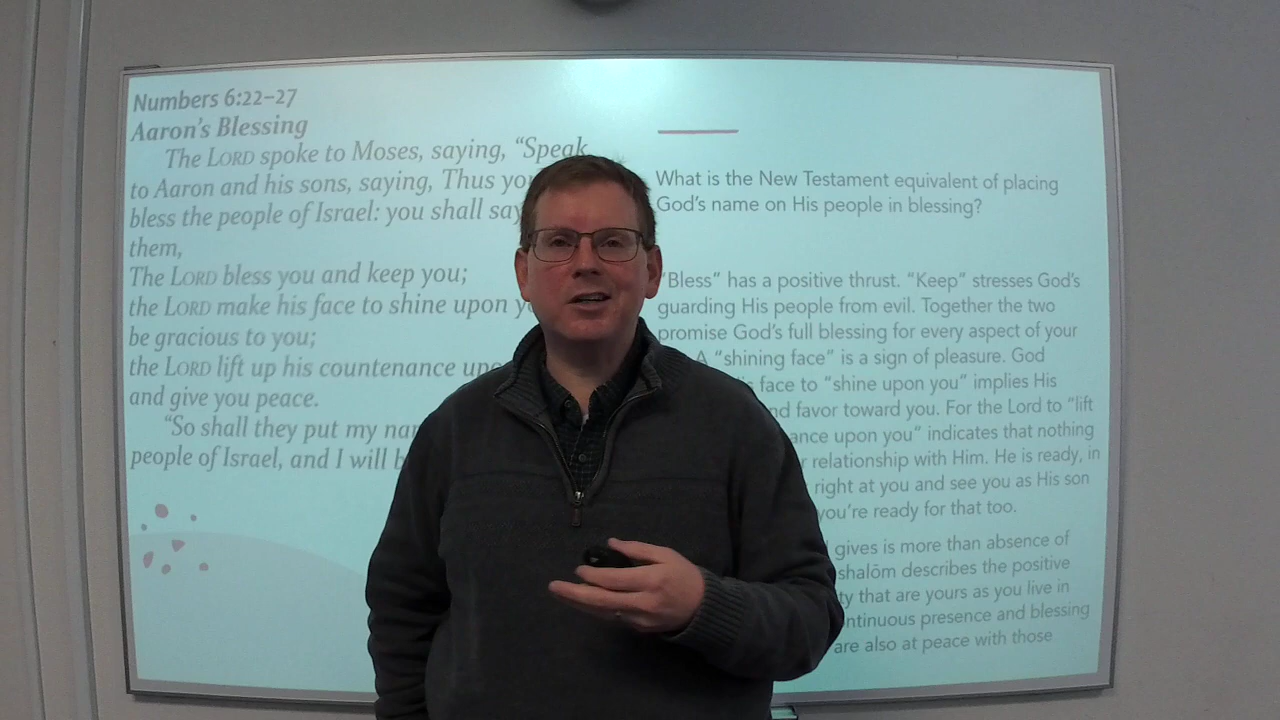 Numbers 6:22–27
Aaron's Blessing
The LORD spoke to Moses, saying, “Speak
to Aaron and his sons, saying, Thus
bless the people of Israel: you shall say
them,
The LORD bless you and keep you;
the LORD make his face to shine upon
be gracious to you;
the LORD lift up his countenance
and give you peace.
“So shall they put my
people of Israel, and I will
What is the New Testament equivalent of placing
God's name on His people in blessing?
“Bless” has a positive thrust. “Keep” stresses God's
guarding His people from evil. Together the two
promise God's full blessing for every aspect of your
A “shining face” is a sign of pleasure. God
face to “shine upon you” implies His
favor toward you. For the Lord to “lift
upon you” indicates that nothing
relationship with Him. He is ready, in
right at you and see you as His son
you're ready for that too.
gives is more than absence of
shalōm describes the positive
that are yours as you live in
presence and blessing
are also at peace with those